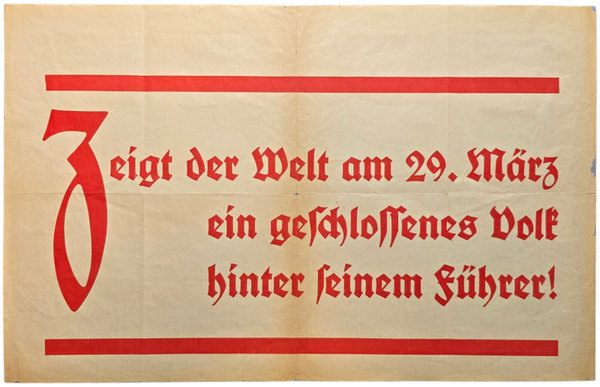 Zeigt der Welt am 29. März
ein geſchloſſenes Volk
hinter ſeinem Führer!